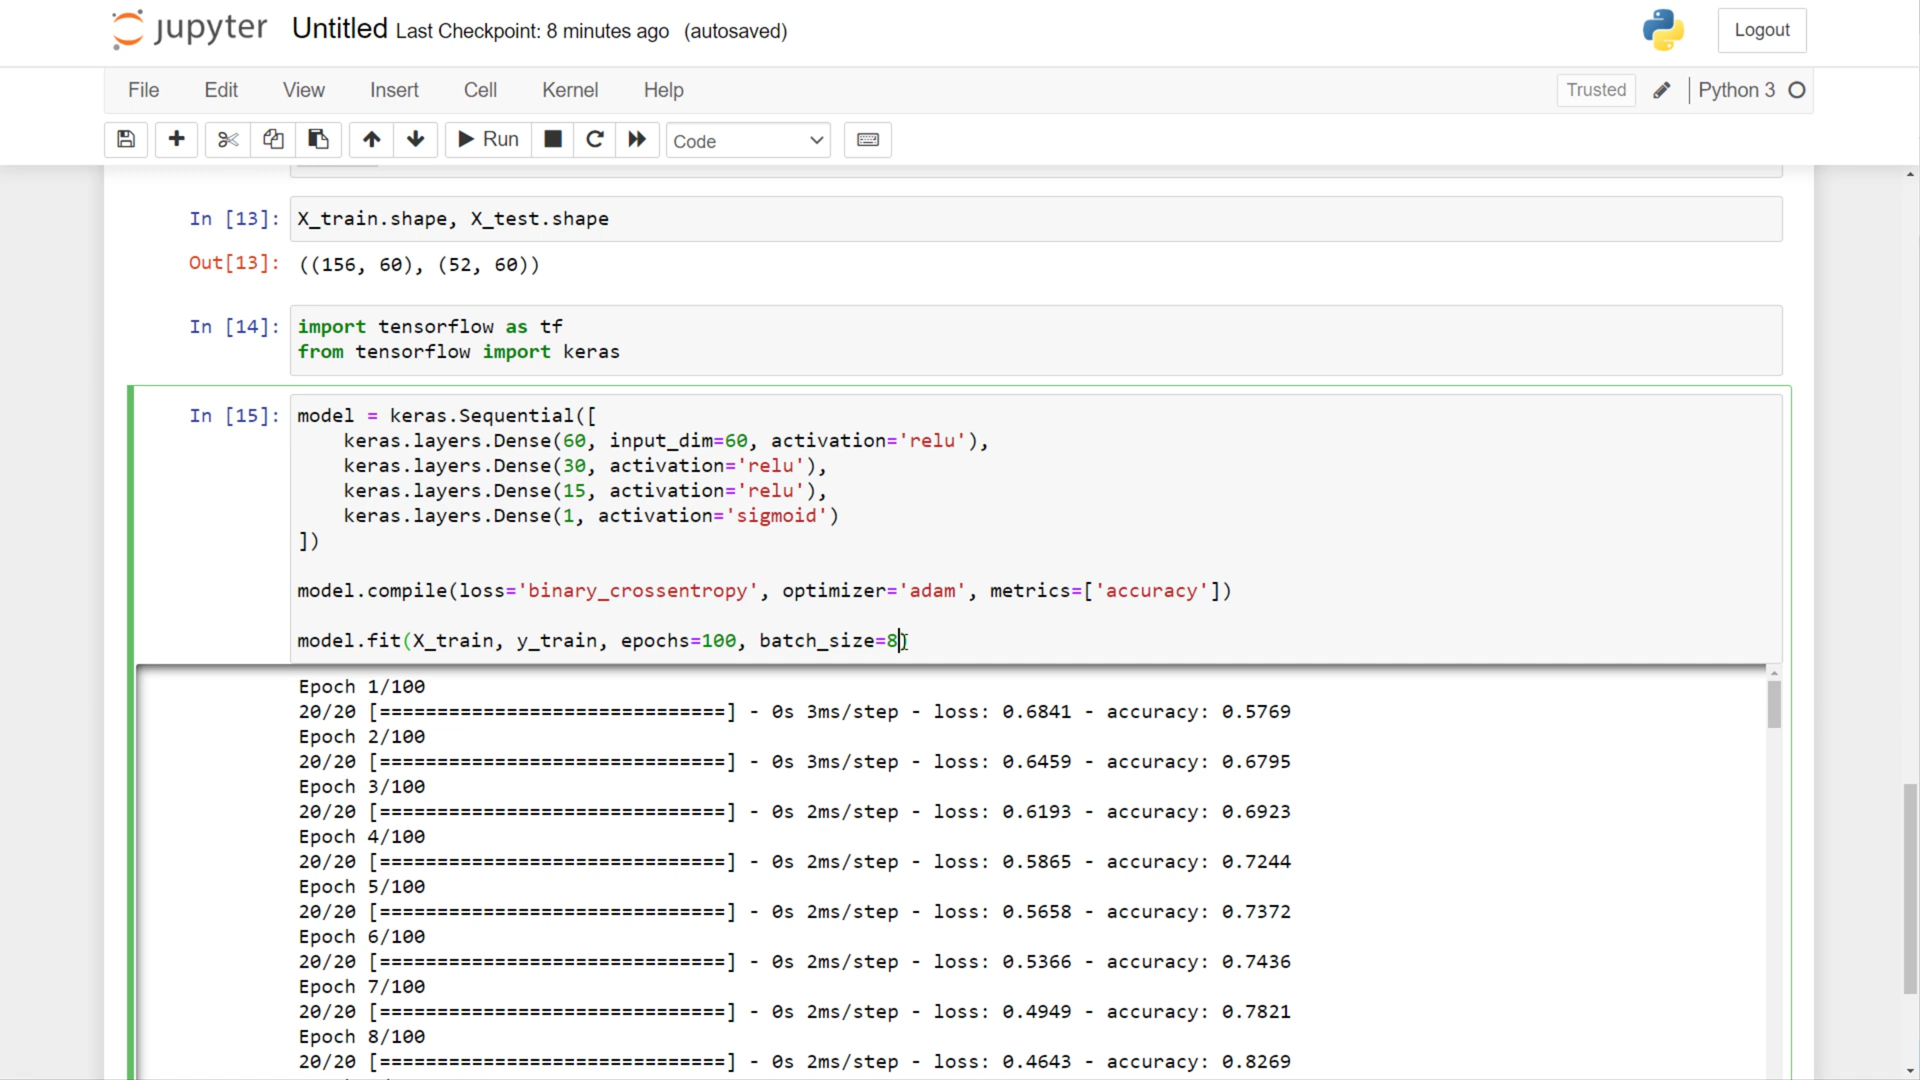 jupyter Untitled Last Checkpoint: 8 minutes ago (autosaved) Logout
File Edit View Insert Cell Kernel Help Trusted Python 3
Run Code
In [13]: X_train.shape, X_test.shape
Out[13]: ((156, 60), (52, 60))
In [14]: import tensorflow as tf
from tensorflow import keras
In [15]: model = keras.Sequential([
    keras.layers.Dense(60, input_dim=60, activation='relu'),
    keras.layers.Dense(30, activation='relu'),
    keras.layers.Dense(15, activation='relu'),
    keras.layers.Dense(1, activation='sigmoid')
])
model.compile(loss='binary_crossentropy', optimizer='adam', metrics=['accuracy'])
model.fit(X_train, y_train, epochs=100, batch_size=8)
Epoch 1/100
20/20 [==============================] - 0s 3ms/step - loss: 0.6841 - accuracy: 0.5769
Epoch 2/100
20/20 [==============================] - 0s 3ms/step - loss: 0.6459 - accuracy: 0.6795
Epoch 3/100
20/20 [==============================] - 0s 2ms/step - loss: 0.6193 - accuracy: 0.6923
Epoch 4/100
20/20 [==============================] - 0s 2ms/step - loss: 0.5865 - accuracy: 0.7244
Epoch 5/100
20/20 [==============================] - 0s 2ms/step - loss: 0.5658 - accuracy: 0.7372
Epoch 6/100
20/20 [==============================] - 0s 2ms/step - loss: 0.5366 - accuracy: 0.7436
Epoch 7/100
20/20 [==============================] - 0s 2ms/step - loss: 0.4949 - accuracy: 0.7821
Epoch 8/100
20/20 [==============================] - 0s 2ms/step - loss: 0.4643 - accuracy: 0.8269